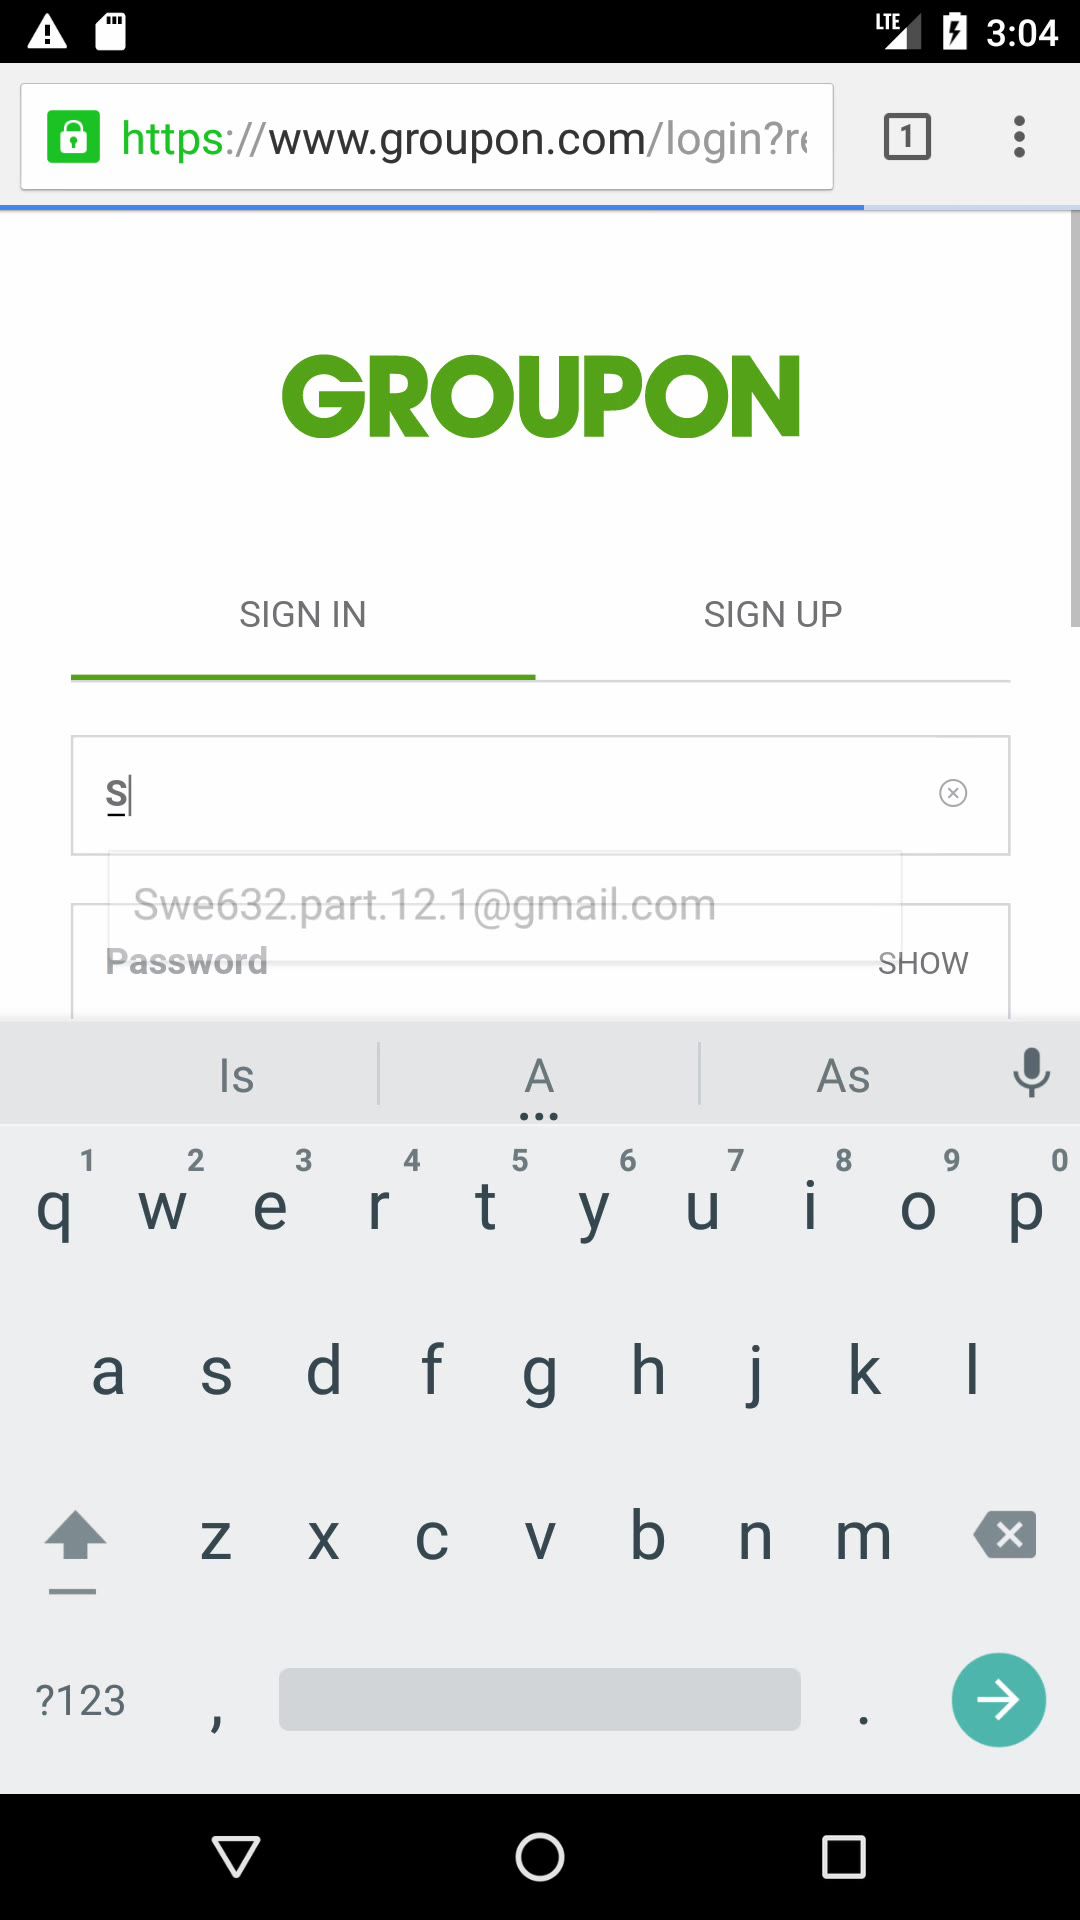 LTE 3:04
https://www.groupon.com/login?re 1
GROUPON
SIGN IN SIGN UP
S
Swe632.part.12.1@gmail.com
Password SHOW
Is A As
1 2 3 4 5 6 7 8 9 0
q w e r t y u i o p
a s d f g h j k l
z x c v b n m
?123 , .